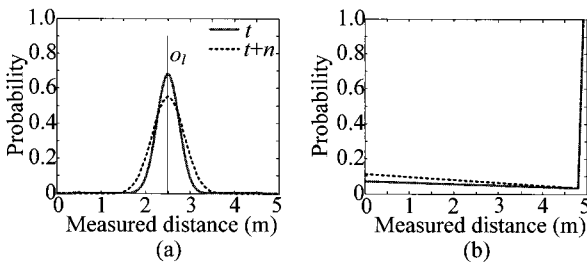 1.0
0.8
0.6
0.4
0.2
0
Probability
t
t+n
o_l
0 1 2 3 4 5
Measured distance (m)
(a)
1.0
0.8
0.6
0.4
0.2
0
Probability
0 1 2 3 4 5
Measured distance (m)
(b)